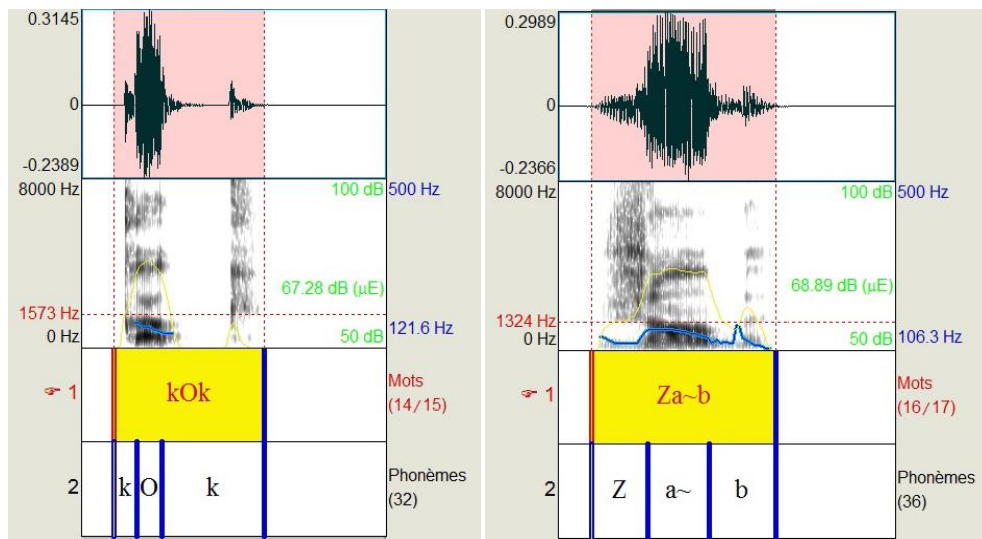 0.3145
0
-0.2389
8000 Hz
100 dB
500 Hz
67.28 dB (µE)
1573 Hz
121.6 Hz
0 Hz
50 dB
☞ 1
kOk
Mots
(14/15)
2
k
O
k
Phonèmes
(32)
0.2989
0
-0.2366
8000 Hz
100 dB
500 Hz
68.89 dB (µE)
1324 Hz
106.3 Hz
0 Hz
50 dB
☞ 1
Za~b
Mots
(16/17)
2
Z
a~
b
Phonèmes
(36)